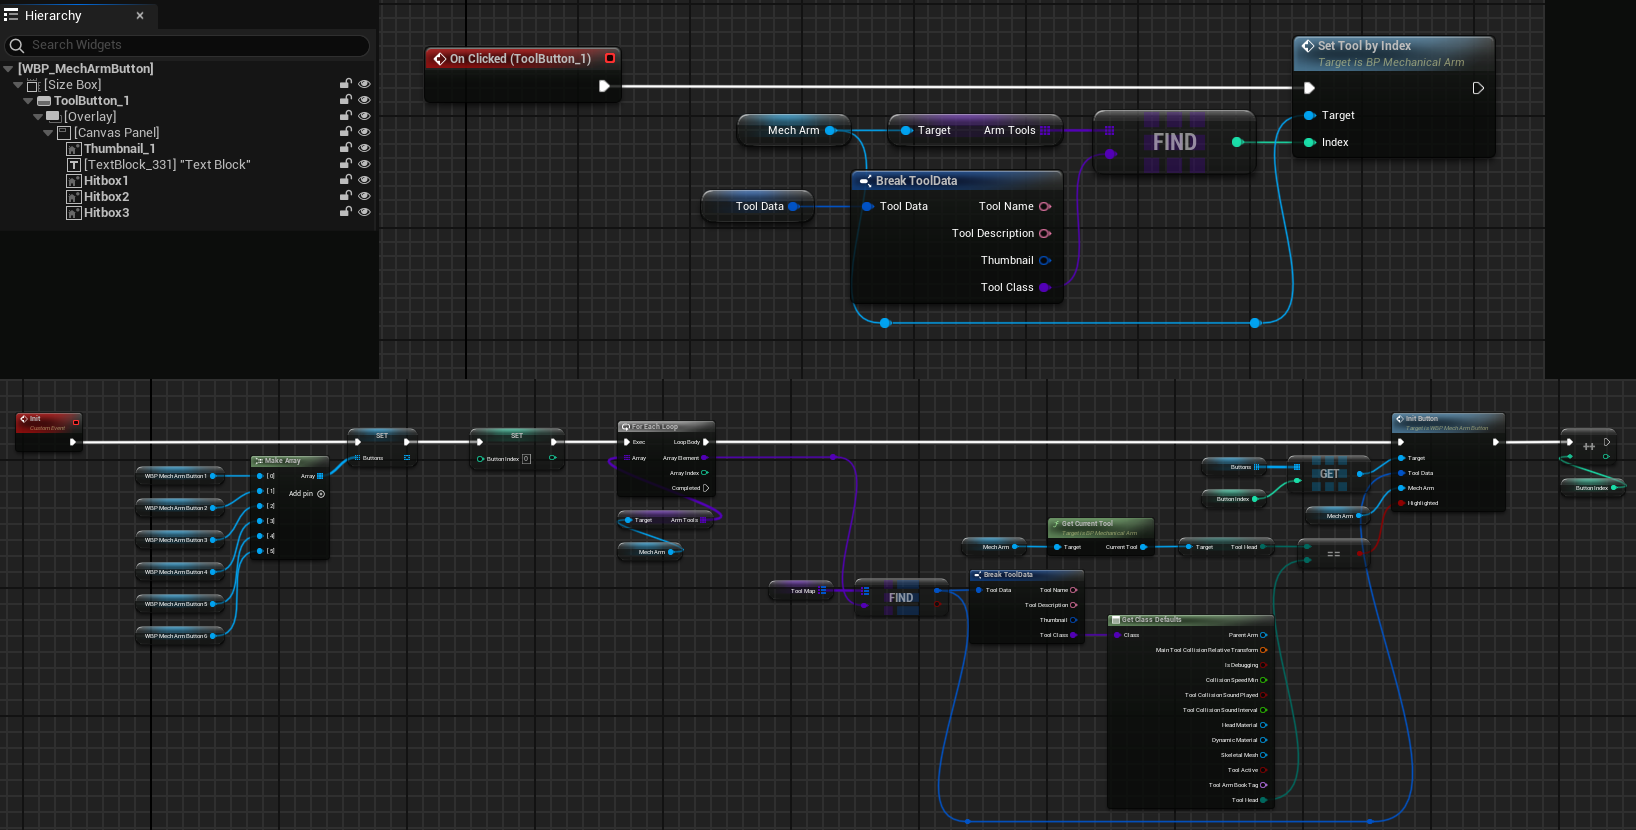 Hierarchy
Search Widgets
[WBP_MechArmButton]
[Size Box]
ToolButton_1
[Overlay]
[Canvas Panel]
Thumbnail_1
[TextBlock_331] "Text Block"
Hitbox1
Hitbox2
Hitbox3
On Clicked (ToolButton_1)
Set Tool by Index
Target is BP Mechanical Arm
Target
Index
Mech Arm
Target
Arm Tools
FIND
Tool Data
Break ToolData
Tool Data
Tool Name
Tool Description
Thumbnail
Tool Class
Init
Custom Event
WBP Mech Arm Button 1
WBP Mech Arm Button 2
WBP Mech Arm Button 3
WBP Mech Arm Button 4
WBP Mech Arm Button 5
WBP Mech Arm Button 6
Make Array
[0]
Array
[1]
Add pin
[2]
[3]
[4]
[5]
SET
Buttons
SET
Button Index
0
For Each Loop
Exec
Loop Body
Array
Array Element
Array Index
Completed
Target
Arm Tools
Mech Arm
Tool Map
FIND
Mech Arm
Get Current Tool
Target is BP Mechanical Arm
Target
Current Tool
Target
Tool Head
==
Break ToolData
Tool Data
Tool Name
Tool Description
Thumbnail
Tool Class
Get Class Defaults
Class
Parent Arm
Main Tool Collision Relative Transform
Is Debugging
Collision Speed Min
Tool Collision Sound Played
Tool Collision Sound Interval
Head Material
Dynamic Material
Skeletal Mesh
Tool Active
Tool Arm Book Tag
Tool Head
Buttons
Button Index
GET
Mech Arm
Init Button
Target is WBP Mech Arm Button
Target
Tool Data
Mech Arm
Highlighted
++
Button Index